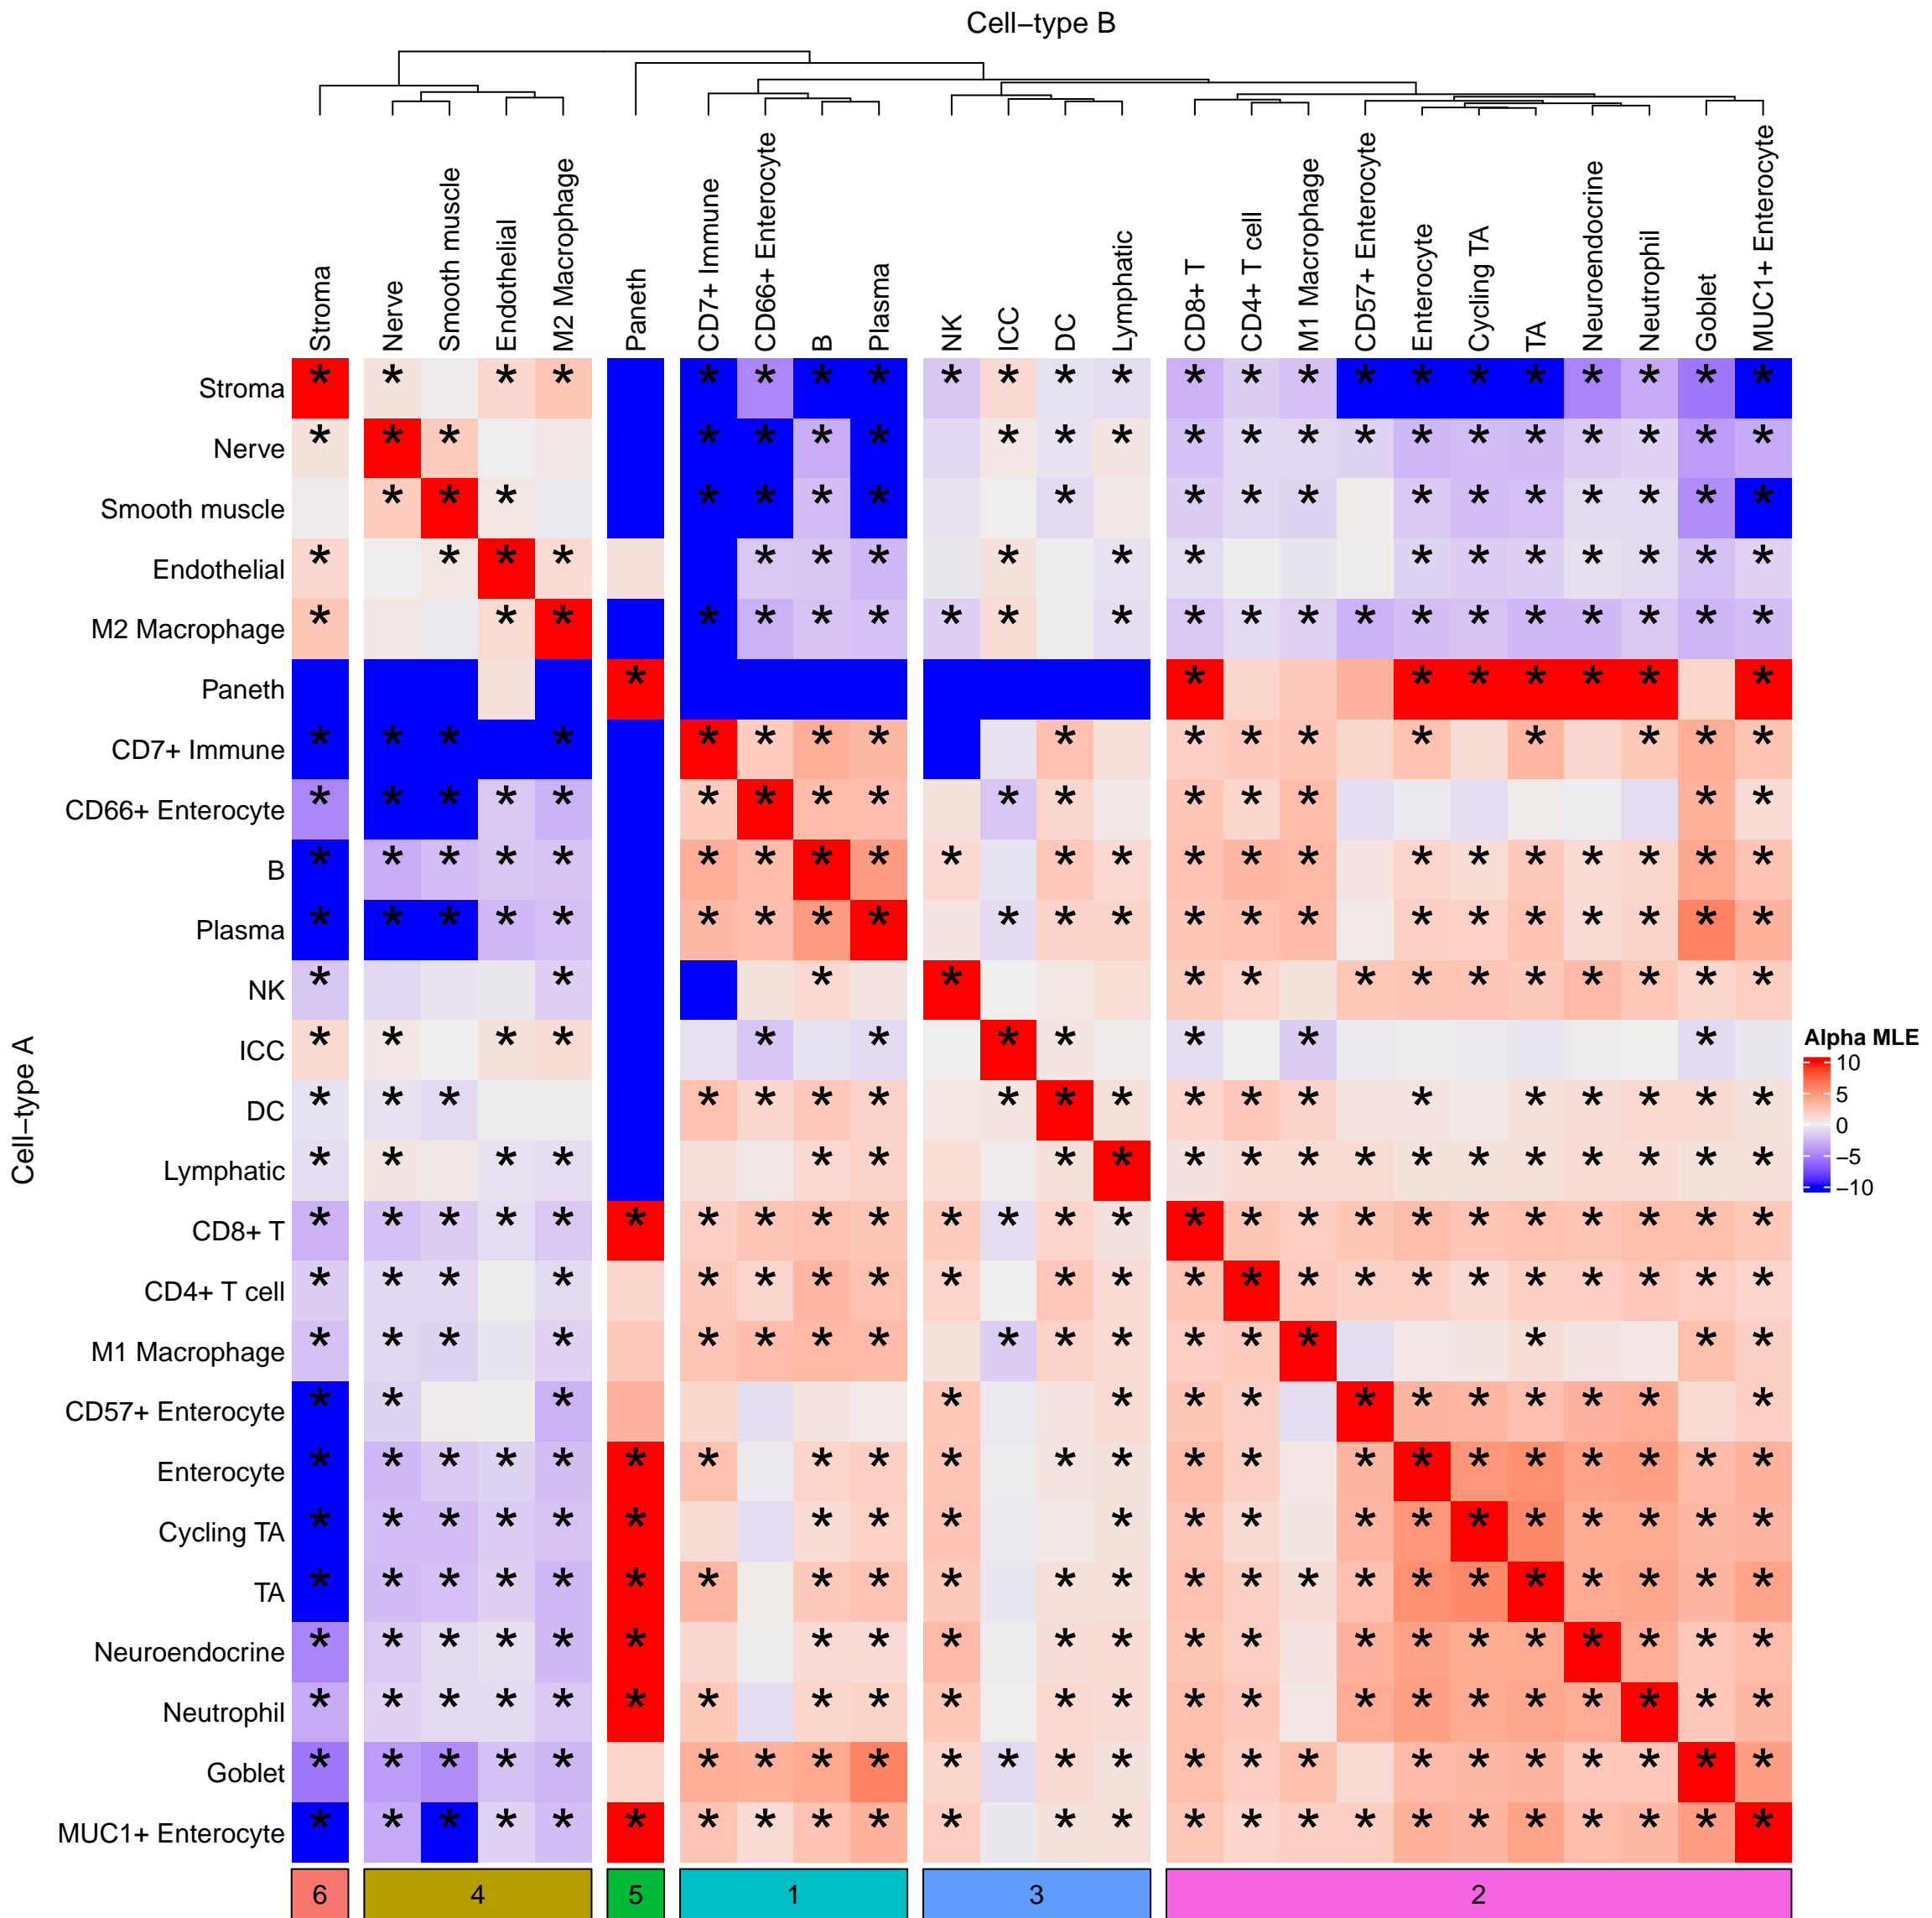 Cell−type B
Stroma
Nerve
Smooth muscle
Endothelial
M2 Macrophage
Paneth
CD7+ Immune
CD66+ Enterocyte
B
Plasma
NK
ICC
DC
Lymphatic
CD8+ T
CD4+ T cell
M1 Macrophage
CD57+ Enterocyte
Enterocyte
Cycling TA
TA
Neuroendocrine
Neutrophil
Goblet
MUC1+ Enterocyte
Cell−type A
Stroma
Nerve
Smooth muscle
Endothelial
M2 Macrophage
Paneth
CD7+ Immune
CD66+ Enterocyte
B
Plasma
NK
ICC
DC
Lymphatic
CD8+ T
CD4+ T cell
M1 Macrophage
CD57+ Enterocyte
Enterocyte
Cycling TA
TA
Neuroendocrine
Neutrophil
Goblet
MUC1+ Enterocyte
Alpha MLE
10
5
0
−5
−10
6 4 5 1 3 2